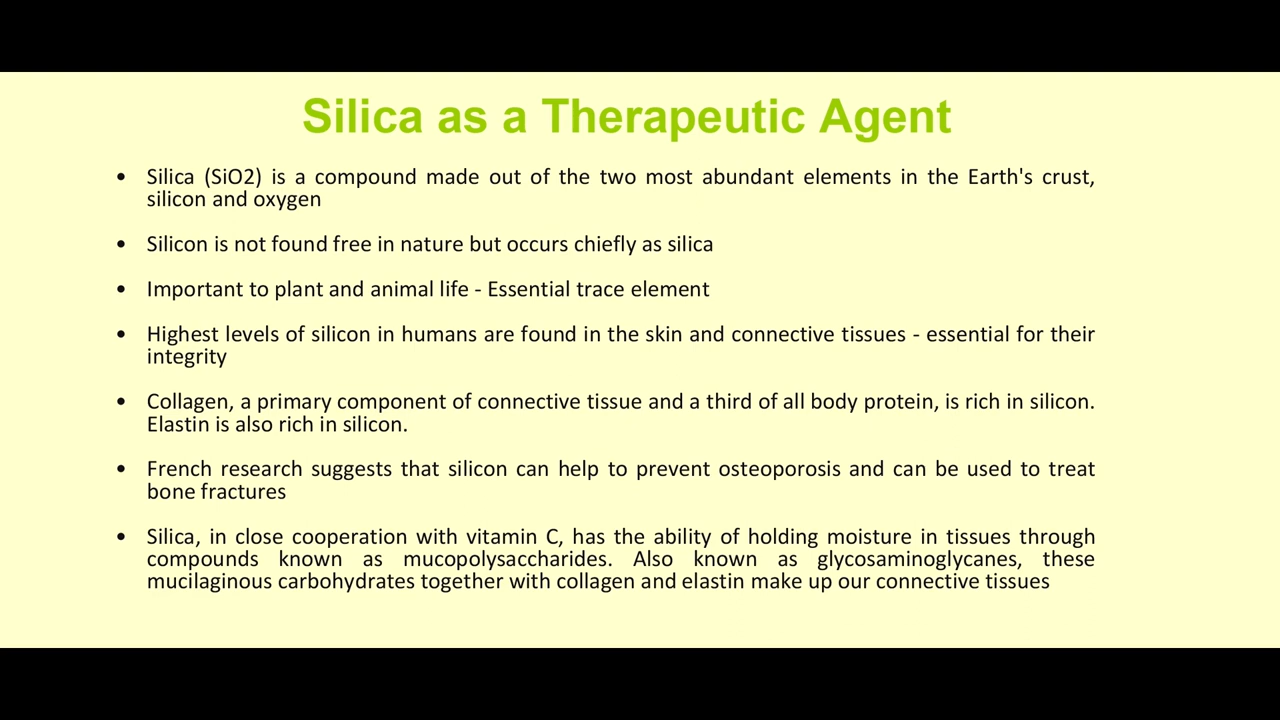 Silica as a Therapeutic Agent
• Silica (SiO2) is a compound made out of the two most abundant elements in the Earth's crust,
silicon and oxygen
• Silicon is not found free in nature but occurs chiefly as silica
• Important to plant and animal life - Essential trace element
• Highest levels of silicon in humans are found in the skin and connective tissues - essential for their
integrity
• Collagen, a primary component of connective tissue and a third of all body protein, is rich in silicon.
Elastin is also rich in silicon.
• French research suggests that silicon can help to prevent osteoporosis and can be used to treat
bone fractures
• Silica, in close cooperation with vitamin C, has the ability of holding moisture in tissues through
compounds known as mucopolysaccharides. Also known as glycosaminoglycanes, these
mucilaginous carbohydrates together with collagen and elastin make up our connective tissues